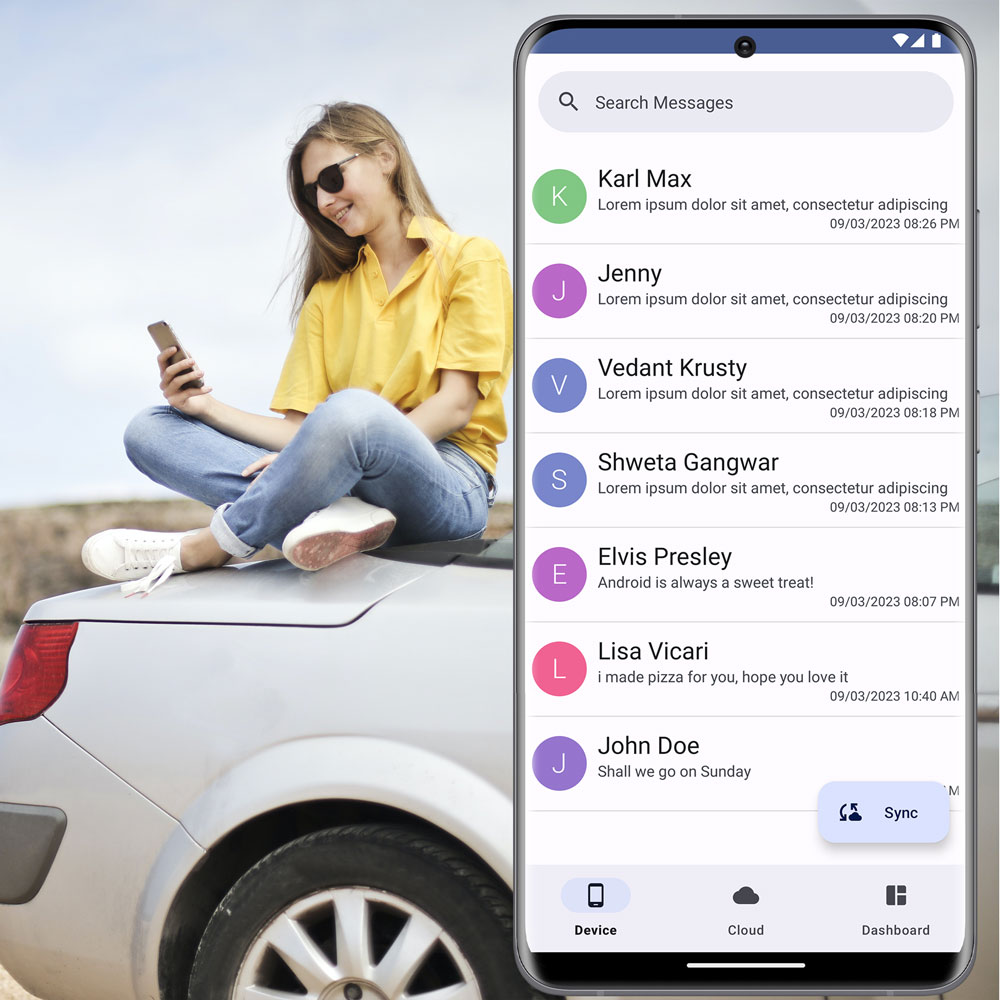 Search Messages
K
Karl Max
Lorem ipsum dolor sit amet, consectetur adipiscing
09/03/2023 08:26 PM
J
Jenny
Lorem ipsum dolor sit amet, consectetur adipiscing
09/03/2023 08:20 PM
V
Vedant Krusty
Lorem ipsum dolor sit amet, consectetur adipiscing
09/03/2023 08:18 PM
S
Shweta Gangwar
Lorem ipsum dolor sit amet, consectetur adipiscing
09/03/2023 08:13 PM
E
Elvis Presley
Android is always a sweet treat!
09/03/2023 08:07 PM
L
Lisa Vicari
i made pizza for you, hope you love it
09/03/2023 10:40 AM
J
John Doe
Shall we go on Sunday
M
Sync
Device Cloud Dashboard